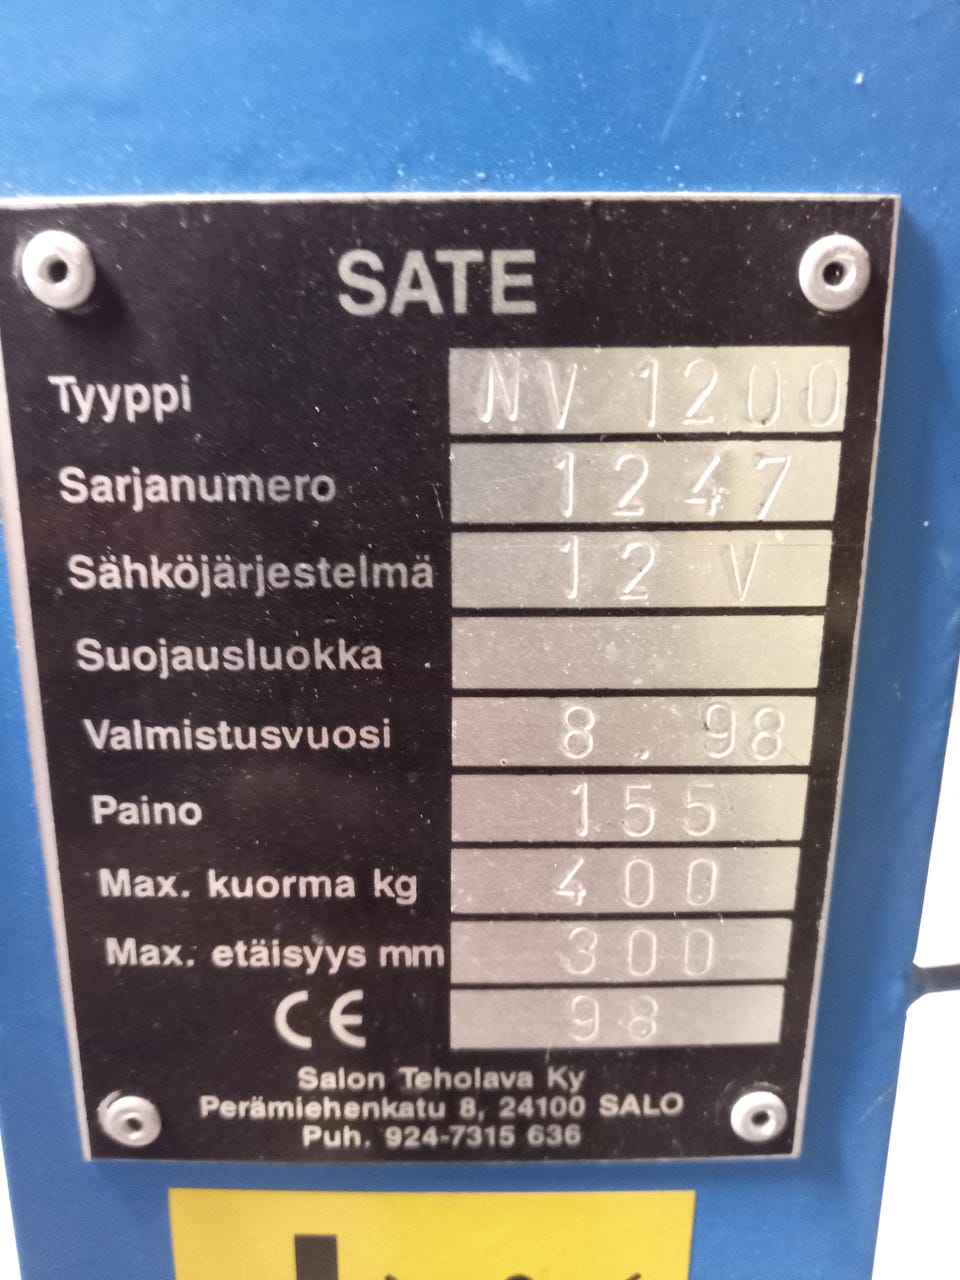 SATE
Tyyppi NV 1200
Sarjanumero 1247
Sähköjärjestelmä 12 V
Suojausluokka
Valmistusvuosi 8.98
Paino 155
Max. kuorma kg 400
Max. etäisyys mm 300
CE 98
Salon Teholava Ky
Perämiehenkatu 8, 24100 SALO
Puh. 924-7315 636